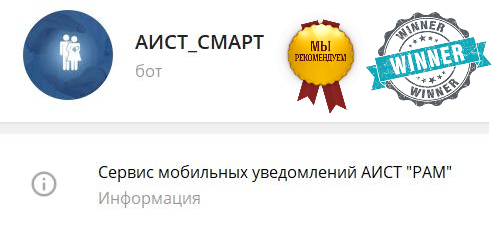 АИСТ_СМАРТ
бот
МЫ
РЕКОМЕНДУЕМ
WINNER
WINNER
WINNER
Сервис мобильных уведомлений АИСТ "РАМ"
Информация